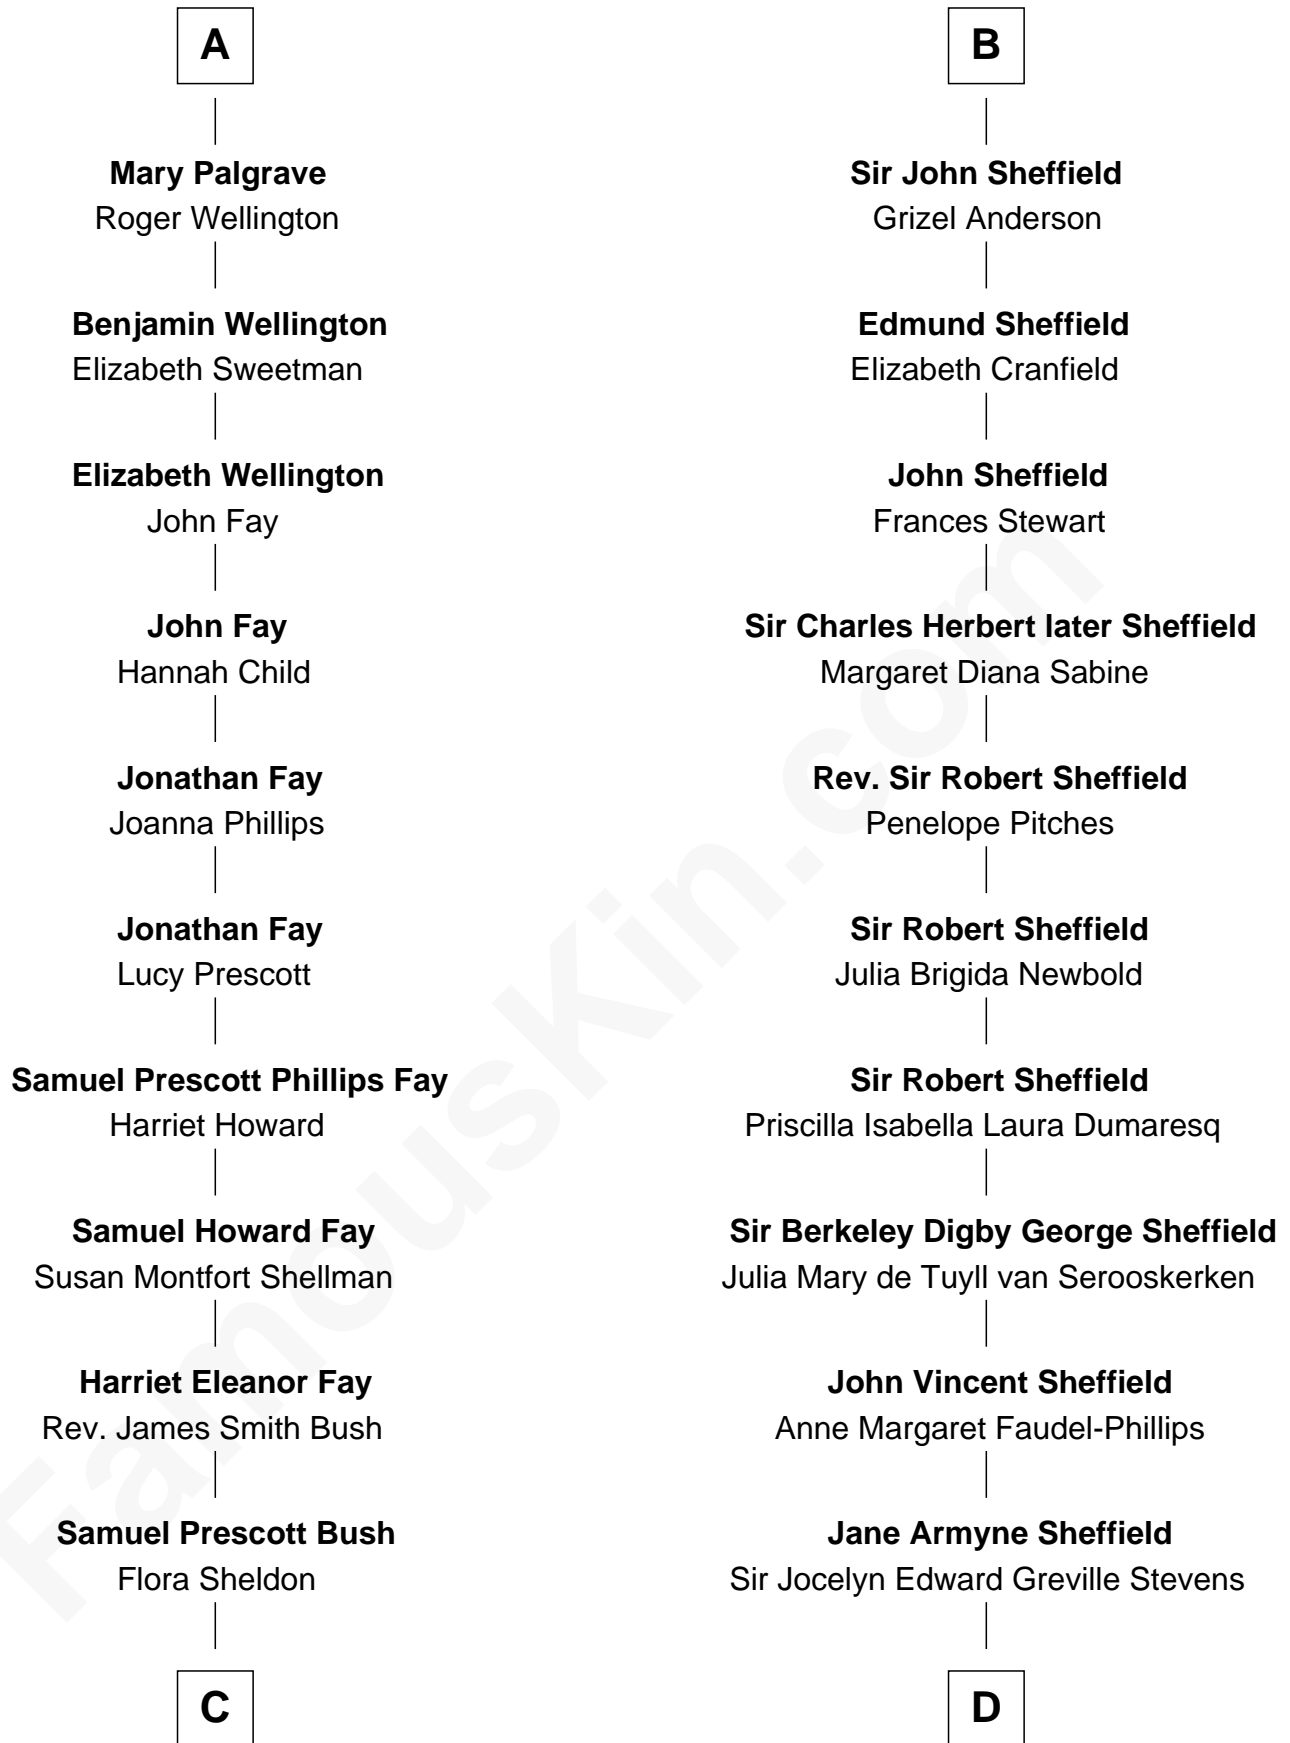 A
Mary Palgrave
Roger Wellington
Benjamin Wellington
Elizabeth Sweetman
Elizabeth Wellington
John Fay
John Fay
Hannah Child
Jonathan Fay
Joanna Phillips
Jonathan Fay
Lucy Prescott
Samuel Prescott Phillips Fay
Harriet Howard
Samuel Howard Fay
Susan Montfort Shellman
Harriet Eleanor Fay
Rev. James Smith Bush
Samuel Prescott Bush
Flora Sheldon
C
B
Sir John Sheffield
Grizel Anderson
Edmund Sheffield
Elizabeth Cranfield
John Sheffield
Frances Stewart
Sir Charles Herbert later Sheffield
Margaret Diana Sabine
Rev. Sir Robert Sheffield
Penelope Pitches
Sir Robert Sheffield
Julia Brigida Newbold
Sir Robert Sheffield
Priscilla Isabella Laura Dumaresq
Sir Berkeley Digby George Sheffield
Julia Mary de Tuyll van Serooskerken
John Vincent Sheffield
Anne Margaret Faudel-Phillips
Jane Armyne Sheffield
Sir Jocelyn Edward Greville Stevens
D
FamousKin.com